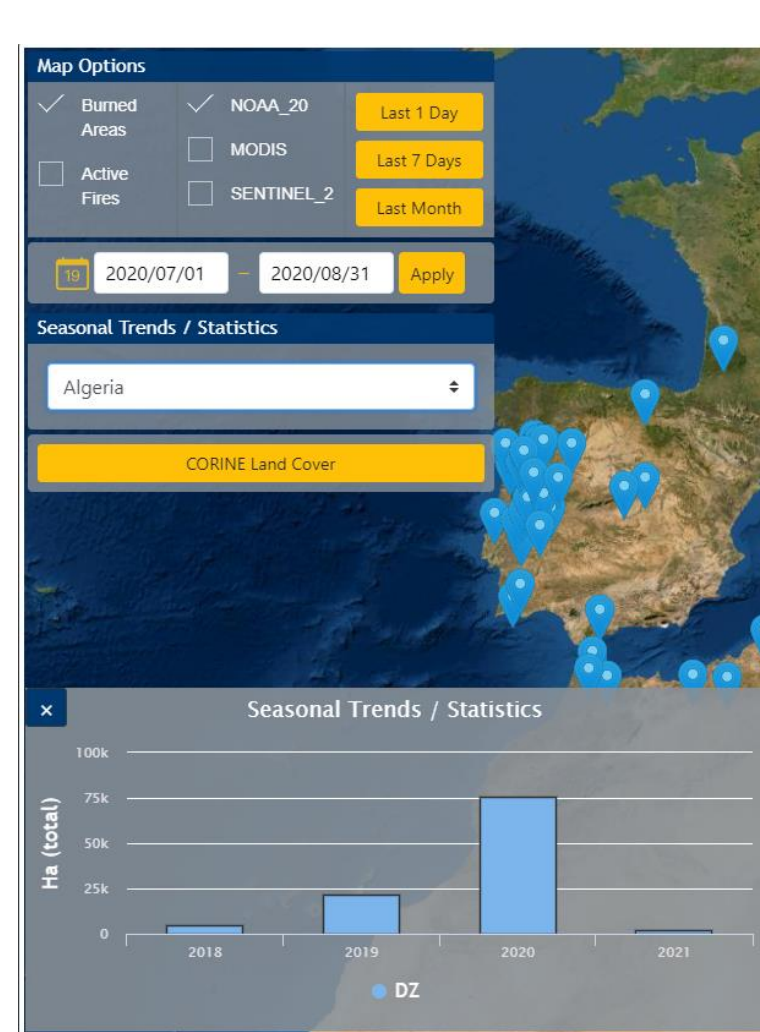 Map Options
Burned
Areas
Active
Fires
NOAA_20
MODIS
SENTINEL_2
Last 1 Day
Last 7 Days
Last Month
19 2020/07/01 – 2020/08/31 Apply
Seasonal Trends / Statistics
Algeria
CORINE Land Cover
× Seasonal Trends / Statistics
Ha (total)
100k
75k
50k
25k
0
2018 2019 2020 2021
DZ